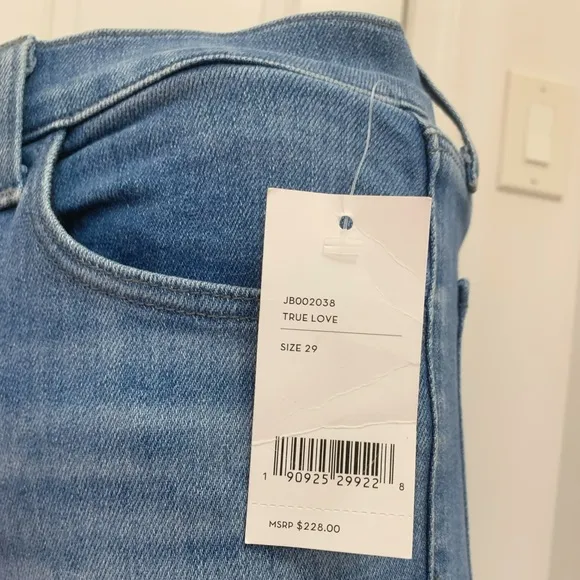 JB002038
TRUE LOVE
SIZE 29
1 90925 29922 8
MSRP $228.00